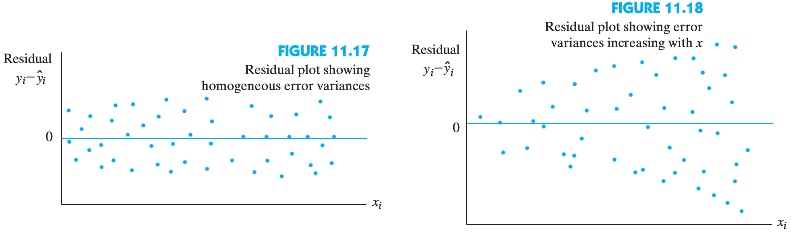 FIGURE 11.17
Residual plot showing
homogeneous error variances
Residual
yi−ŷi
0
xi
FIGURE 11.18
Residual plot showing error
variances increasing with x
Residual
yi−ŷi
0
xi